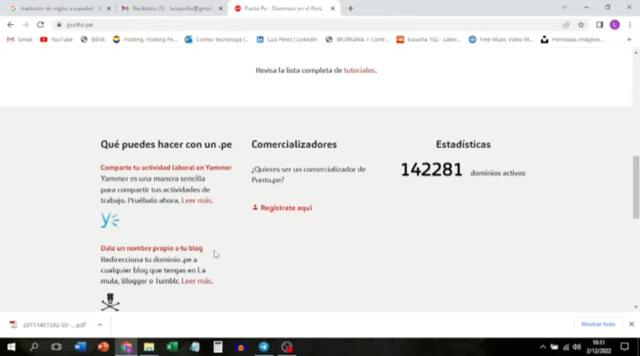 traductor de ingles a español
Recibidos (1)
Punto Pe - Dominios en el Perú
punto.pe
Gmail
YouTube
BBVA
Hosting, Hosting Pe...
Correo tecnologia i...
Luis Perez | LinkedIn
WORKANA > Contr...
Escucha 102
Free Music Video M...
Hermosas imágene...
Revisa la lista completa de tutoriales.
Qué puedes hacer con un .pe
Comparte tu actividad laboral en Yammer
Yammer es una manera sencilla
para compartir tus actividades de
trabajo. Pruébalo ahora. Leer más.
Dale un nombre propio a tu blog
Redirecciona tu dominio .pe a
cualquier blog que tengas en La
mula, Blogger o Tumblr. Leer más.
Comercializadores
¿Quieres ser un comercializador de
Punto.pe?
Regístrate aquí
Estadísticas
142281 dominios activos
Mostrar todo
10:31
2/12/2022